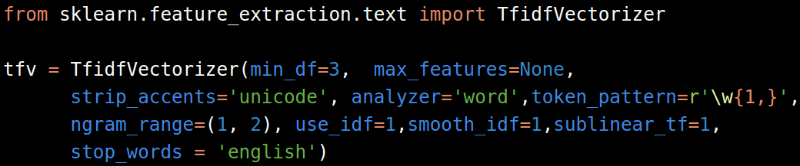 from sklearn.feature_extraction.text import TfidfVectorizer
tfv = TfidfVectorizer(min_df=3,  max_features=None,
strip_accents='unicode', analyzer='word',token_pattern=r'\w{1,}',
ngram_range=(1, 2), use_idf=1,smooth_idf=1,sublinear_tf=1,
stop_words = 'english')